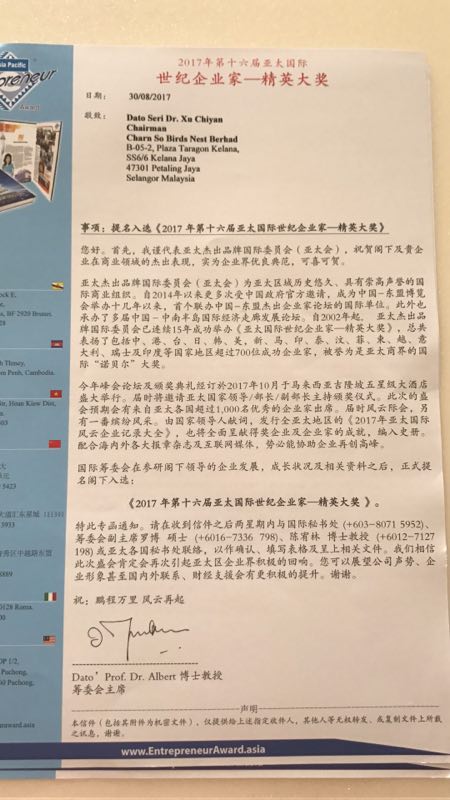 sia Pacific
preneur
Award
2017年第十六届亚太国际
世纪企业家—精英大奖
日期： 30/08/2017
敬致： Dato Seri Dr. Xu Chiyan
Chairman
Charn So Birds Nest Berhad
B-05-2, Plaza Taragon Kelana,
SS6/6 Kelana Jaya
47301 Petaling Jaya
Selangor Malaysia
事项：提名入选《2017 年第十六届亚太国际世纪企业家—精英大奖》
您好。首先，我谨代表亚太杰出品牌国际委员会（亚太会），祝贺阁下及贵企
业在商业领域的杰出表现，实为企业界优良典范，可喜可贺。
亚太杰出品牌国际委员会（亚太会）为亚太区域历史悠久、具有崇高声誉的国
际商业组织。自2014年以来更多次受中国政府官方邀请，成为中国—东盟博览
会举办十几年以来，首个联办中国—东盟杰出企业家论坛的国际单位。此外也
承办了多届中国—中南半岛国际经济走廊发展论坛。自2002年起， 亚太杰出品
牌国际委员会已连续15年成功举办《亚太国际世纪企业家—精英大奖》，总共
表扬了包括中、港、台、日、韩、美、新、马、印、泰、汶、菲、柬、越、意
大利、瑞士及印度等国家地区超过700位成功企业家，被誉为是亚太商界的国
际“诺贝尔”大奖。
今年峰会论坛及颁奖典礼经订於2017年10月于马来西亚吉隆坡五星级大酒店
盛大举行。届时将邀请亚太国家领导/部长/副部长主持颁奖仪式。此次的盛
会预期会有来自亚太各国超过1,000名优秀的企业家出席。届时风云际会，另
有一番缤纷风采。由国家领导人献词，发行全亚太地区的《2017年亚太国际
风云企业记录大全》，也将全面呈献得奖企业及企业家的成就，编入史册。
配合海内外各大报章杂志及互联网媒体，势必能协助企业再创高峰。
国际筹委会在参研阁下领导的企业发展，成长状况及相关资料之后，正式提
名阁下入选：
《2017 年第十六届亚太国际世纪企业家—精英大奖 》。
特此专函通知。请在收到信件之后两星期内与国际秘书处 (+603-8071 5952)、
筹委会副主席罗博 硕士 (+6016-7336 798)、陈宥林 博士教授 (+6012-7127
198) 或亚太各国秘书处联络，以作确认、填写表格及呈上相关文件。我们相信
此次盛会肯定会再次引起亚太区企业界积极的回响。您可以展望公司声势、企
业形象甚至国内外联系、财经支援会有更积极的提升。谢谢。
祝：鹏程万里 风云再起
Dato' Prof. Dr. Albert 博士教授
筹委会主席
声明
本信件（包括其附件为机密文件），仅提供给上述指定收件人，其他人等无权转发、或复制文件上所载
之讯息，谢谢。
www.EntrepreneurAward.asia